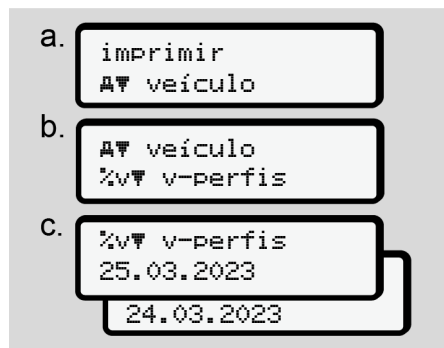 a.
imprimir
A▼ veículo
b.
A▼ veículo
%v▼ v-perfis
c.
%v▼ v-perfis
25.03.2023
24.03.2023